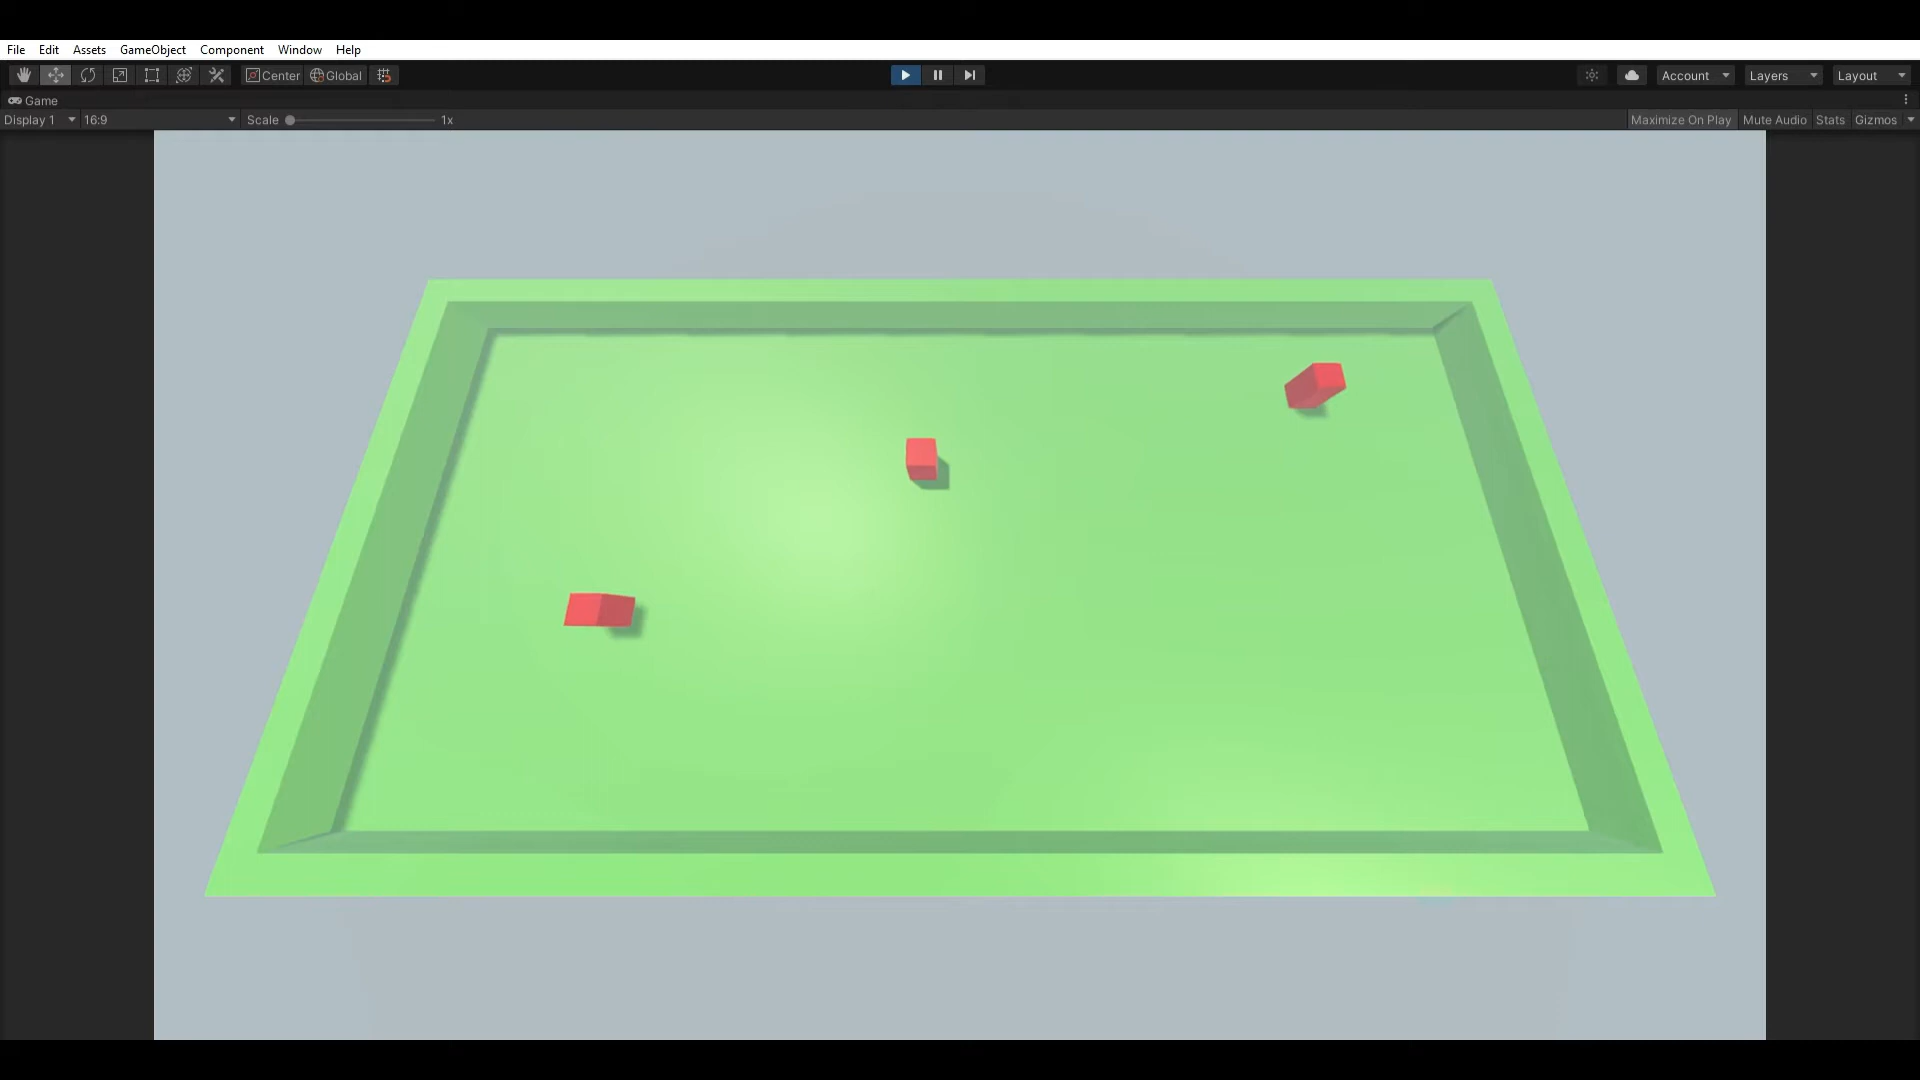 File Edit Assets GameObject Component Window Help
Center Global Account Layers Layout
Game
Display 1 16:9 Scale 1x Maximize On Play Mute Audio Stats Gizmos